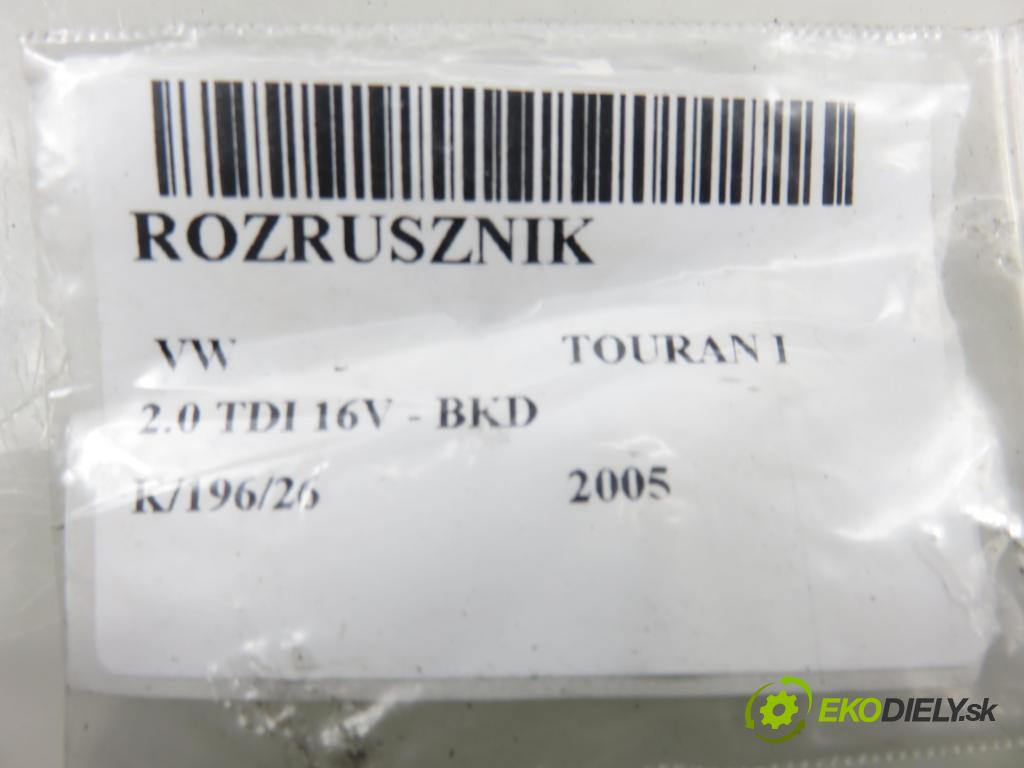 ROZRUSZNIK
VW TOURAN I
2.0 TDI 16V - BKD
K/196/26 2005
EKODIELY.sk